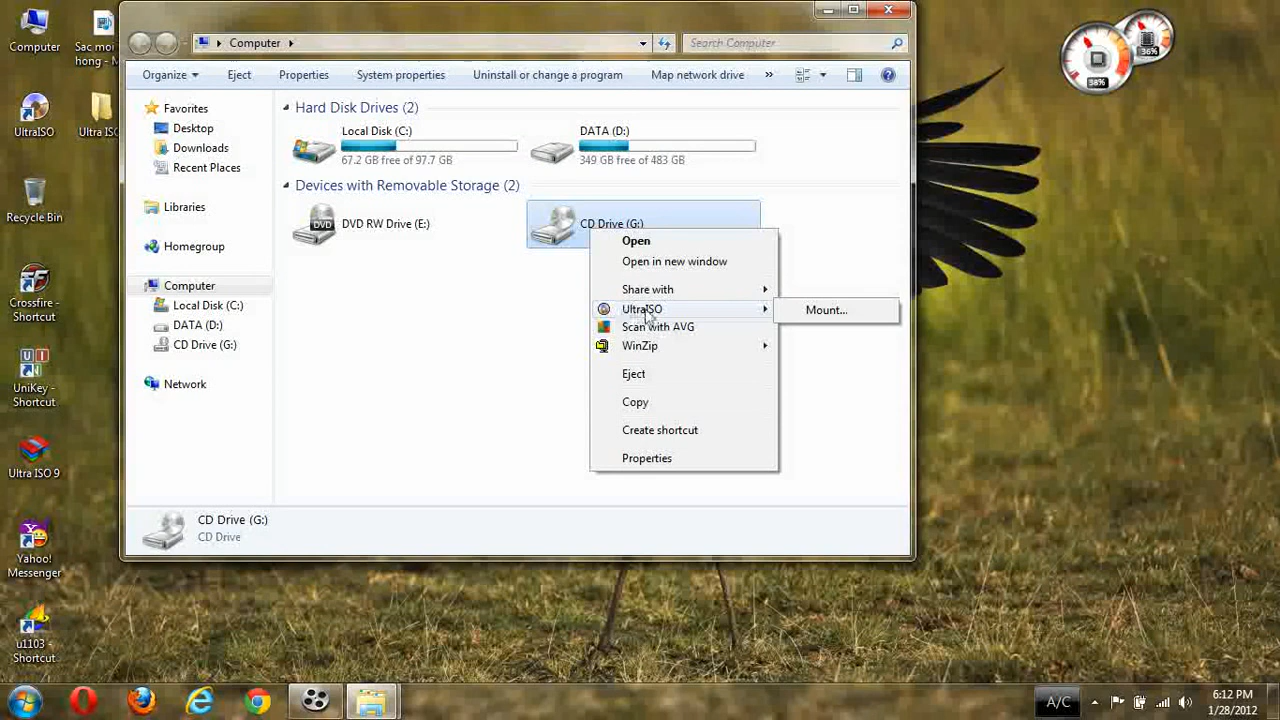 Computer
Sac moi
hong - M
UltraISO
Ultra ISO
Recycle Bin
Crossfire -
Shortcut
UniKey -
Shortcut
Ultra ISO 9
Yahoo!
Messenger
u1103 -
Shortcut
Computer
Search Computer
Organize
Eject
Properties
System properties
Uninstall or change a program
Map network drive
»
Favorites
Desktop
Downloads
Recent Places
Libraries
Homegroup
Computer
Local Disk (C:)
DATA (D:)
CD Drive (G:)
Network
Hard Disk Drives (2)
Local Disk (C:)
67.2 GB free of 97.7 GB
DATA (D:)
349 GB free of 483 GB
Devices with Removable Storage (2)
DVD
DVD RW Drive (E:)
CD Drive (G:)
Open
Open in new window
Share with
UltraISO
Scan with AVG
WinZip
Eject
Copy
Create shortcut
Properties
Mount...
CD Drive (G:)
CD Drive
38%
36%
A/C
6:12 PM
1/28/2012